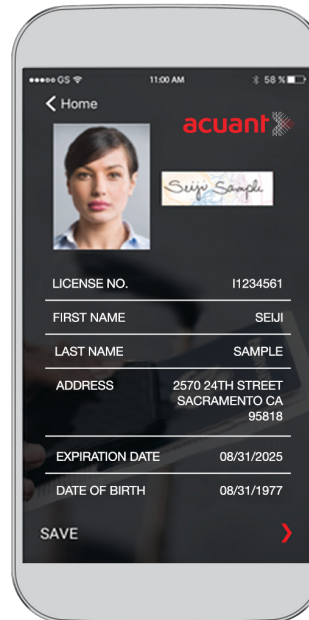 GS 11:00 AM 58 %
Home
acuant
Seiji Sample
LICENSE NO. I1234561
FIRST NAME SEIJI
LAST NAME SAMPLE
ADDRESS 2570 24TH STREET
SACRAMENTO CA
95818
EXPIRATION DATE 08/31/2025
DATE OF BIRTH 08/31/1977
SAVE